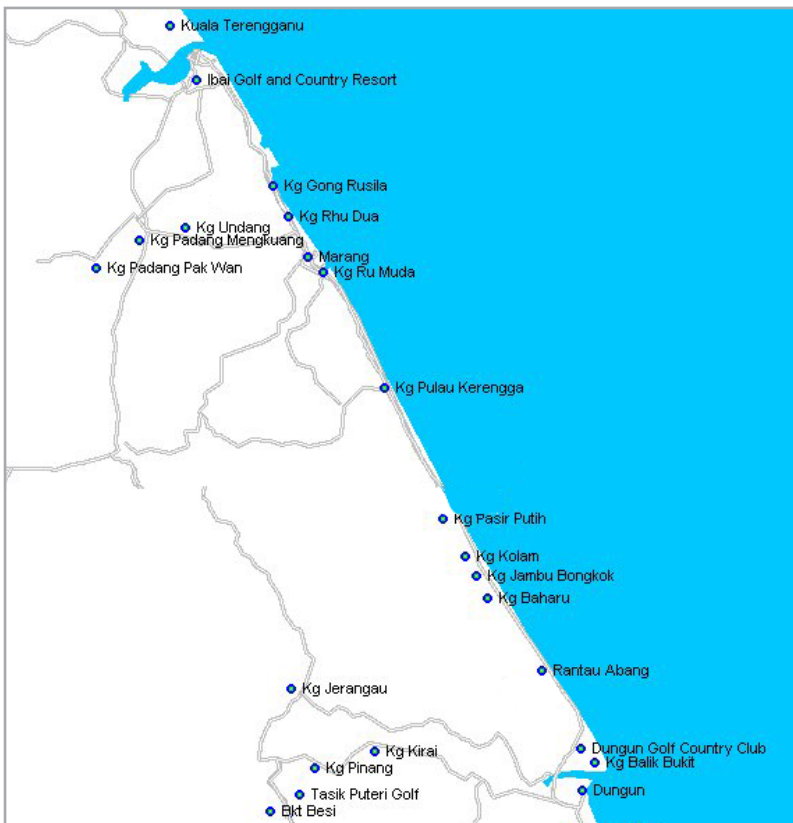 Kuala Terengganu
Ibai Golf and Country Resort
Kg Gong Rusila
Kg Rhu Dua
Kg Undang
Kg Padang Mengkuang
Marang
Kg Padang Pak Wan
Kg Ru Muda
Kg Pulau Kerengga
Kg Pasir Putih
Kg Kolam
Kg Jambu Bongkok
Kg Baharu
Rantau Abang
Kg Jerangau
Dungun Golf Country Club
Kg Kirai
Kg Balik Bukit
Kg Pinang
Dungun
Tasik Puteri Golf
Bkt Besi